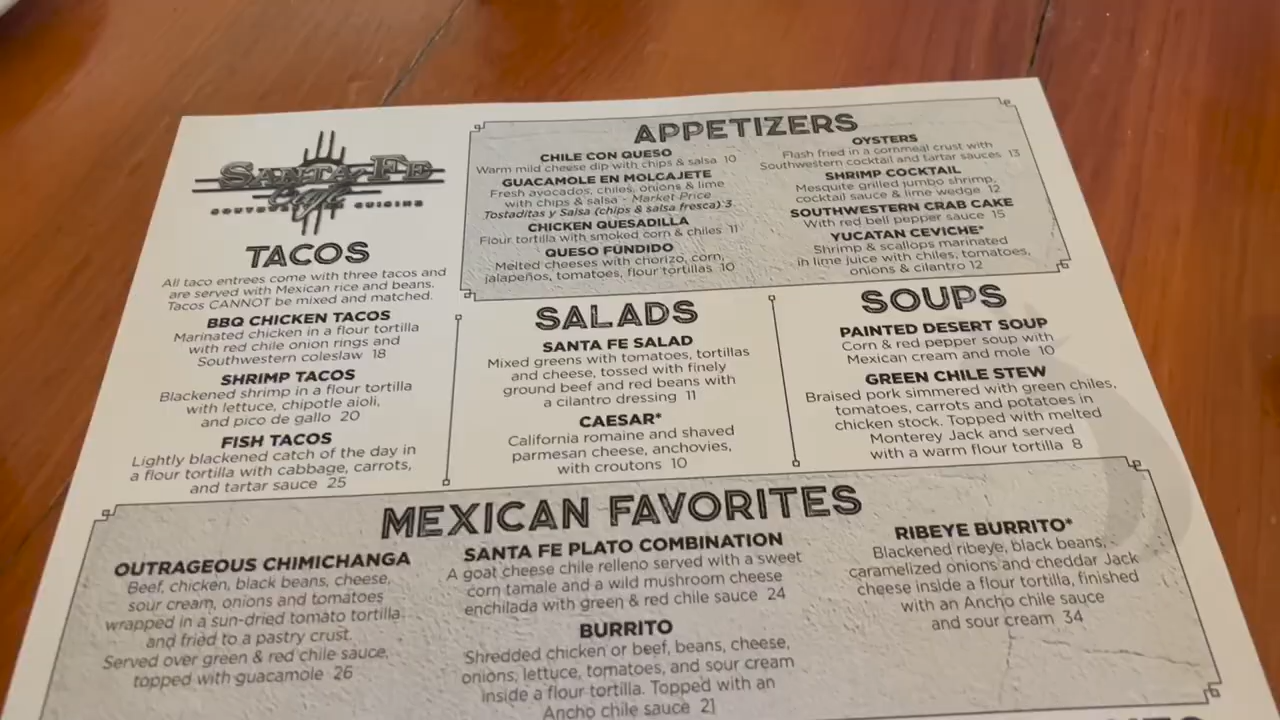 SANTA FE
Cafe
SOUTHWESTERN CUISINE
TACOS
All taco entrees come with three tacos and
are served with Mexican rice and beans.
Tacos CANNOT be mixed and matched.
BBQ CHICKEN TACOS
Marinated chicken in a flour tortilla
with red chile onion rings and
Southwestern coleslaw 18
SHRIMP TACOS
Blackened shrimp in a flour tortilla
with lettuce, chipotle aioli,
and pico de gallo 20
FISH TACOS
Lightly blackened catch of the day in
a flour tortilla with cabbage, carrots,
and tartar sauce 25
APPETIZERS
CHILE CON QUESO
Warm mild cheese dip with chips & salsa 10
GUACAMOLE EN MOLCAJETE
Fresh avocados, chiles, onions & lime
with chips & salsa - Market Price
Tostaditas y Salsa (chips & salsa fresca) 3
CHICKEN QUESADILLA
Flour tortilla with smoked corn & chiles 11
QUESO FUNDIDO
Melted cheeses with chorizo, corn,
jalapeños, tomatoes, flour tortillas 10
OYSTERS
Flash fried in a cornmeal crust with
Southwestern cocktail and tartar sauces 13
SHRIMP COCKTAIL
Mesquite grilled jumbo shrimp,
cocktail sauce & lime wedge 12
SOUTHWESTERN CRAB CAKE
With red bell pepper sauce 15
YUCATAN CEVICHE*
Shrimp & scallops marinated
in lime juice with chiles, tomatoes,
onions & cilantro 12
SALADS
SANTA FE SALAD
Mixed greens with tomatoes, tortillas
and cheese, tossed with finely
ground beef and red beans with
a cilantro dressing 11
CAESAR*
California romaine and shaved
parmesan cheese, anchovies,
with croutons 10
SOUPS
PAINTED DESERT SOUP
Corn & red pepper soup with
Mexican cream and mole 10
GREEN CHILE STEW
Braised pork simmered with green chiles,
tomatoes, carrots and potatoes in
chicken stock. Topped with melted
Monterey Jack and served
with a warm flour tortilla 8
MEXICAN FAVORITES
OUTRAGEOUS CHIMICHANGA
Beef, chicken, black beans, cheese,
sour cream, onions and tomatoes
wrapped in a sun-dried tomato tortilla
and fried to a pastry crust.
Served over green & red chile sauce,
topped with guacamole 26
SANTA FE PLATO COMBINATION
A goat cheese chile relleno served with a sweet
corn tamale and a wild mushroom cheese
enchilada with green & red chile sauce 24
BURRITO
Shredded chicken or beef, beans, cheese,
onions, lettuce, tomatoes, and sour cream
inside a flour tortilla. Topped with an
Ancho chile sauce 21
RIBEYE BURRITO*
Blackened ribeye, black beans,
caramelized onions and cheddar Jack
cheese inside a flour tortilla, finished
with an Ancho chile sauce
and sour cream 34